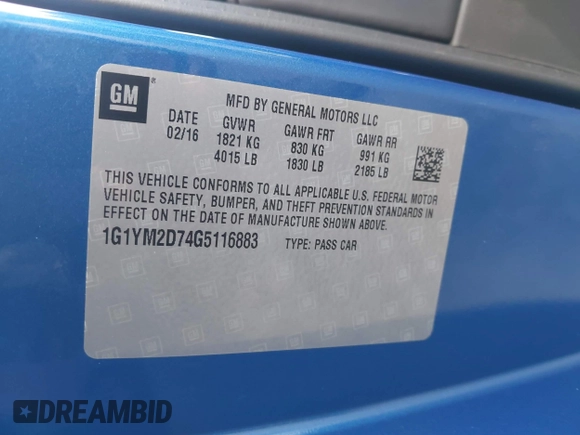 GM
®
MFD BY GENERAL MOTORS LLC
DATE GVWR GAWR FRT GAWR RR
02/16 1821 KG 830 KG 991 KG
4015 LB 1830 LB 2185 LB
THIS VEHICLE CONFORMS TO ALL APPLICABLE U.S. FEDERAL MOTOR
VEHICLE SAFETY, BUMPER, AND THEFT PREVENTION STANDARDS IN
EFFECT ON THE DATE OF MANUFACTURE SHOWN ABOVE.
1G1YM2D74G5116883 TYPE: PASS CAR
DREAMBID